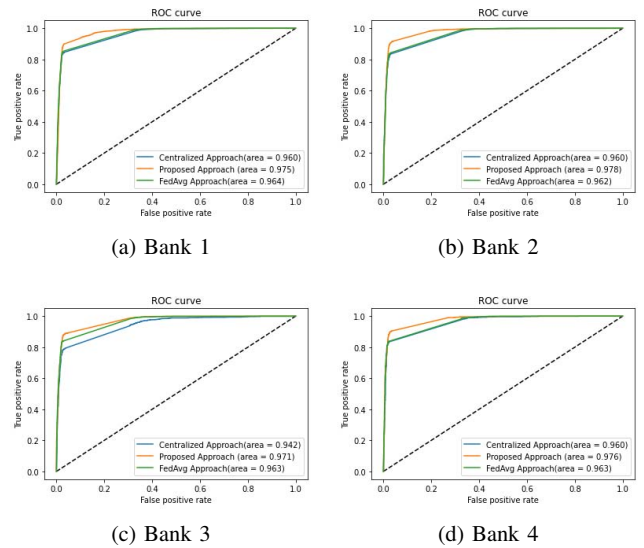 ROC curve
True positive rate
1.0
0.8
0.6
0.4
0.2
0.0
Centralized Approach(area = 0.960)
Proposed Approach(area = 0.975)
FedAvg Approach(area = 0.964)
0.0 0.2 0.4 0.6 0.8 1.0
False positive rate
(a) Bank 1
ROC curve
True positive rate
1.0
0.8
0.6
0.4
0.2
0.0
Centralized Approach(area = 0.960)
Proposed Approach(area = 0.978)
FedAvg Approach(area = 0.962)
0.0 0.2 0.4 0.6 0.8 1.0
False positive rate
(b) Bank 2
ROC curve
True positive rate
1.0
0.8
0.6
0.4
0.2
0.0
Centralized Approach(area = 0.942)
Proposed Approach(area = 0.971)
FedAvg Approach(area = 0.963)
0.0 0.2 0.4 0.6 0.8 1.0
False positive rate
(c) Bank 3
ROC curve
True positive rate
1.0
0.8
0.6
0.4
0.2
0.0
Centralized Approach(area = 0.960)
Proposed Approach(area = 0.976)
FedAvg Approach(area = 0.963)
0.0 0.2 0.4 0.6 0.8 1.0
False positive rate
(d) Bank 4